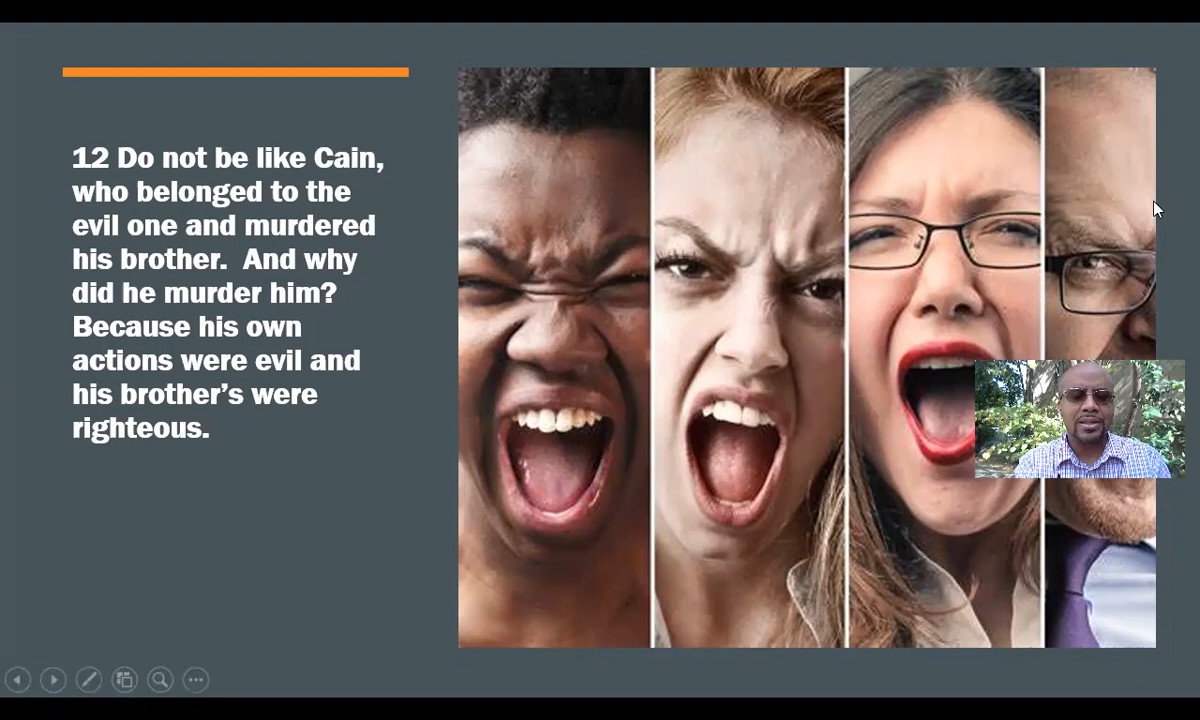 12 Do not be like Cain,
who belonged to the
evil one and murdered
his brother.  And why
did he murder him?
Because his own
actions were evil and
his brother’s were
righteous.